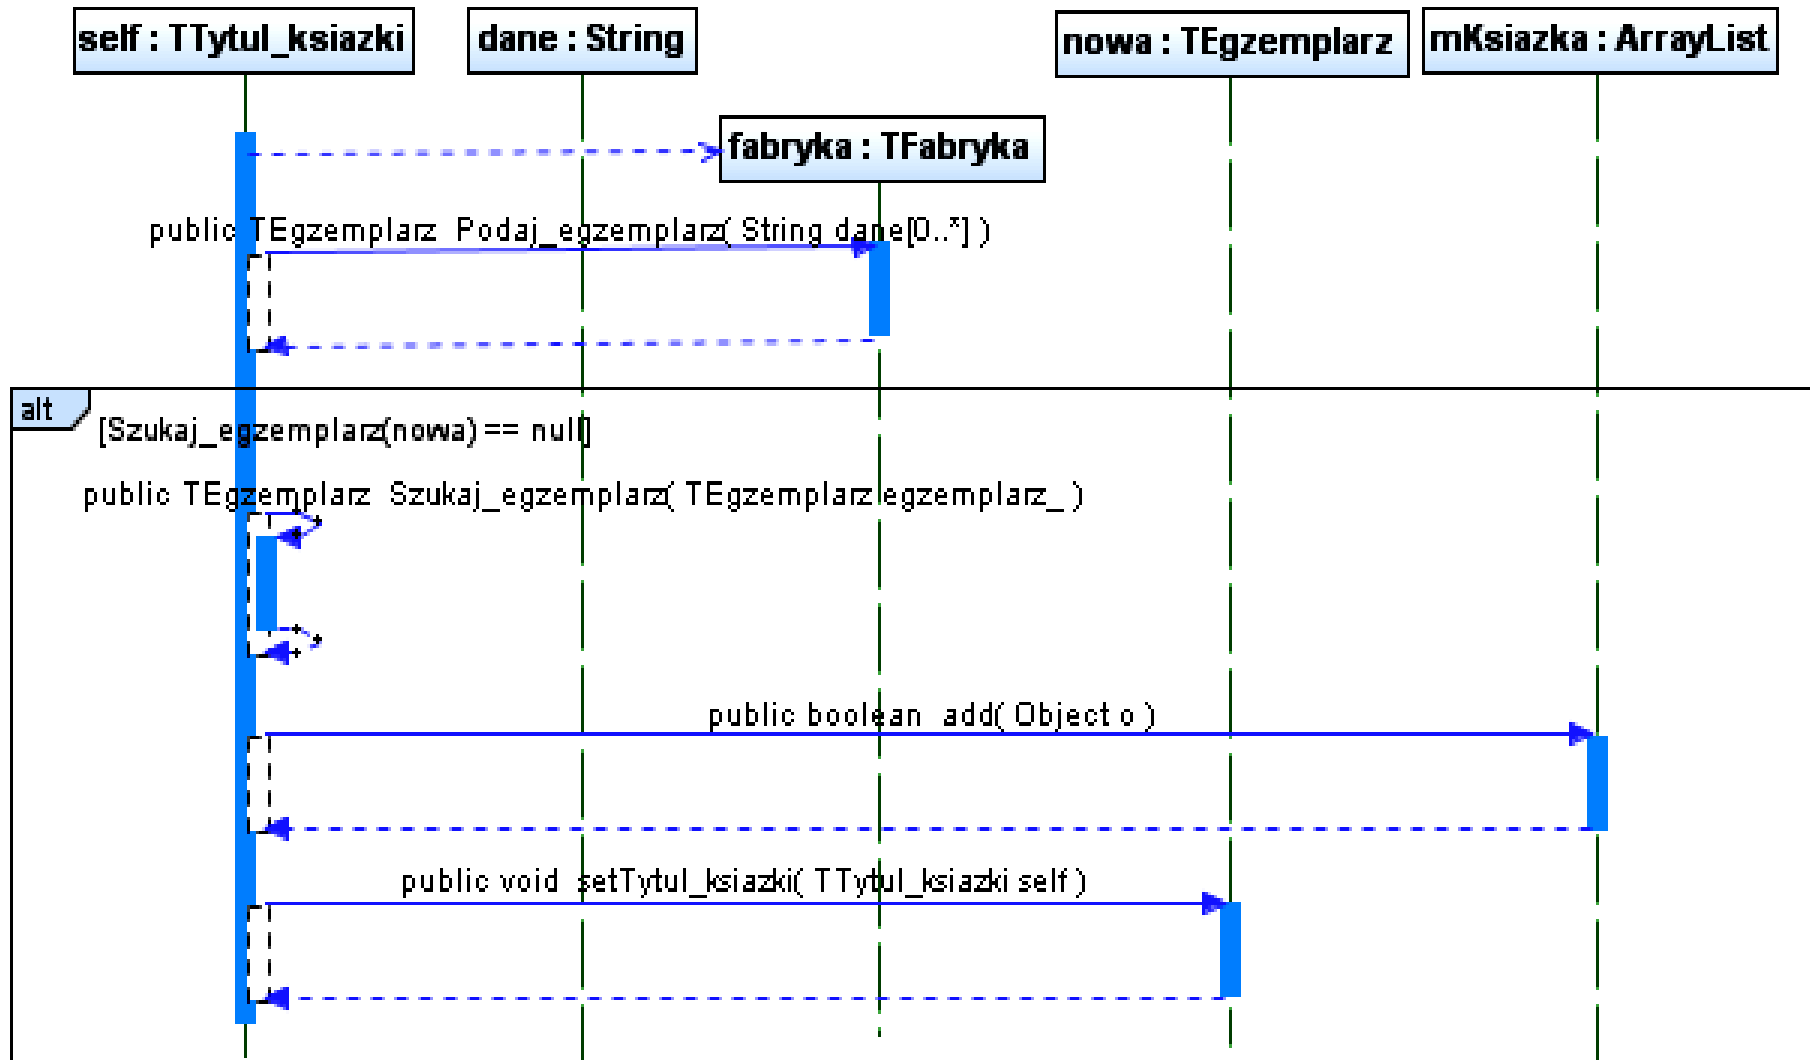 self : TTytul_ksiazki
dane : String
nowa : TEgzemplarz
mKsiazka : ArrayList
fabryka : TFabryka
public TEgzemplarz Podaj_egzemplarz( String dane[0..*] )
alt
[Szukaj_egzemplarz(nowa) == null]
public TEgzemplarz Szukaj_egzemplarz( TEgzemplarz egzemplarz_ )
public boolean add( Object o )
public void setTytul_ksiazki( TTytul_ksiazki self )